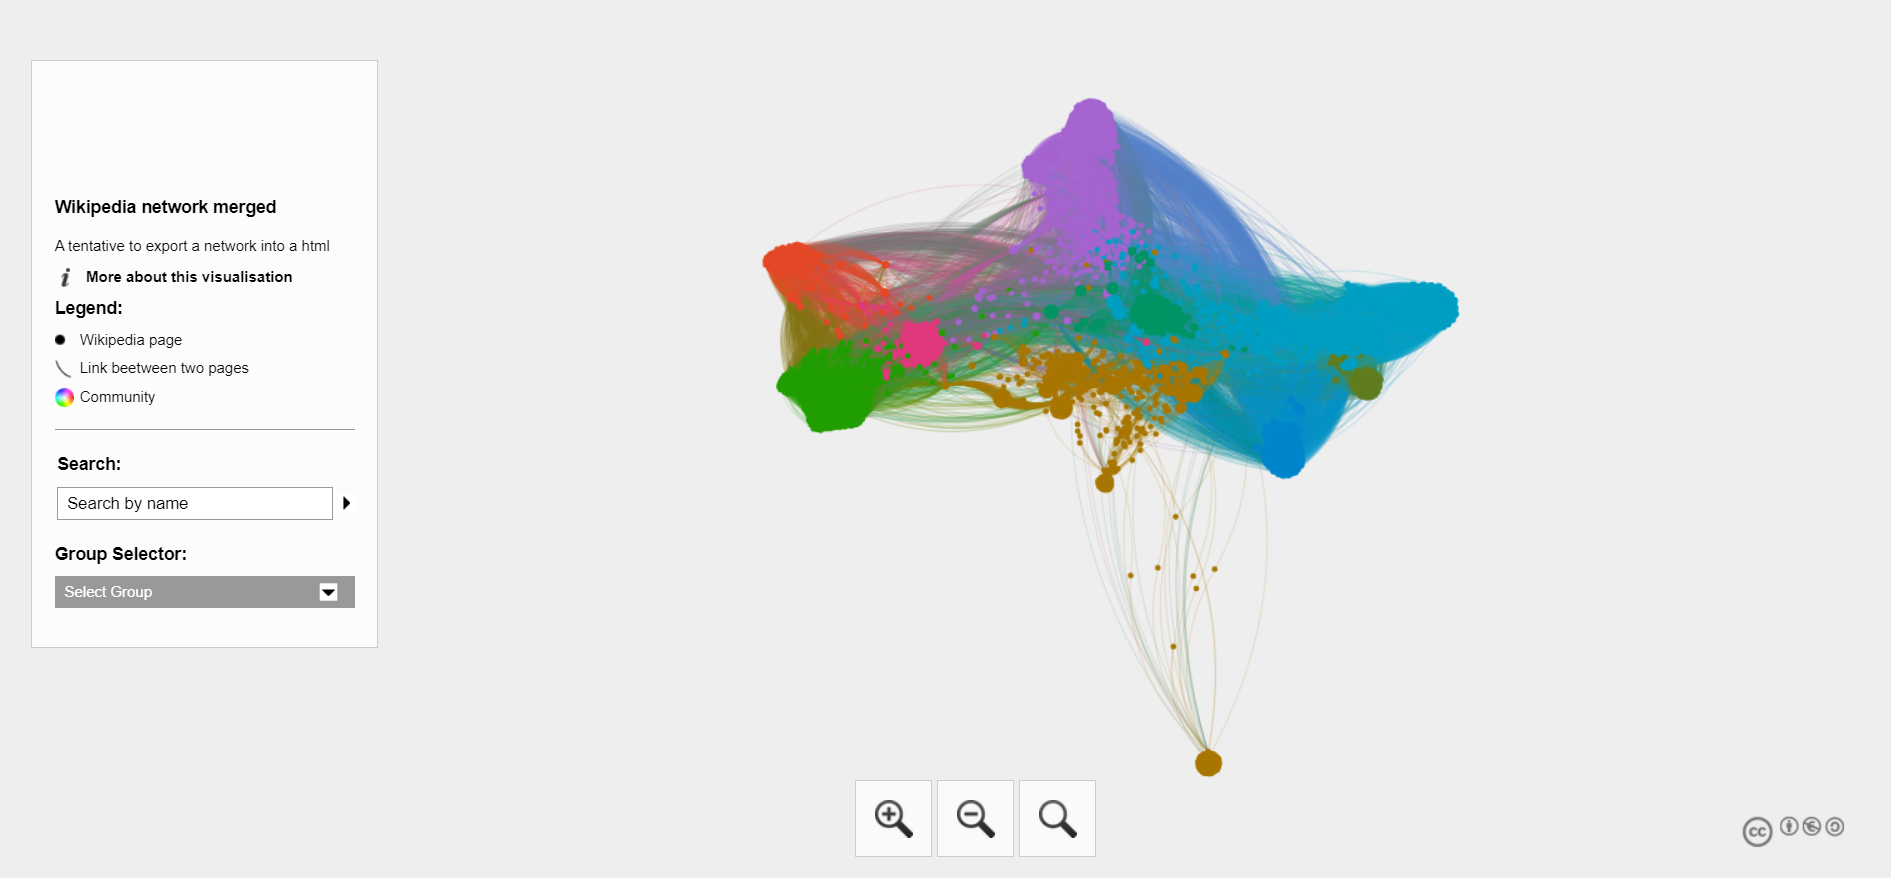 Wikipedia network merged
A tentative to export a network into a html
More about this visualisation
Legend:
Wikipedia page
Link beetween two pages
Community
Search:
Search by name
Group Selector:
Select Group
cc